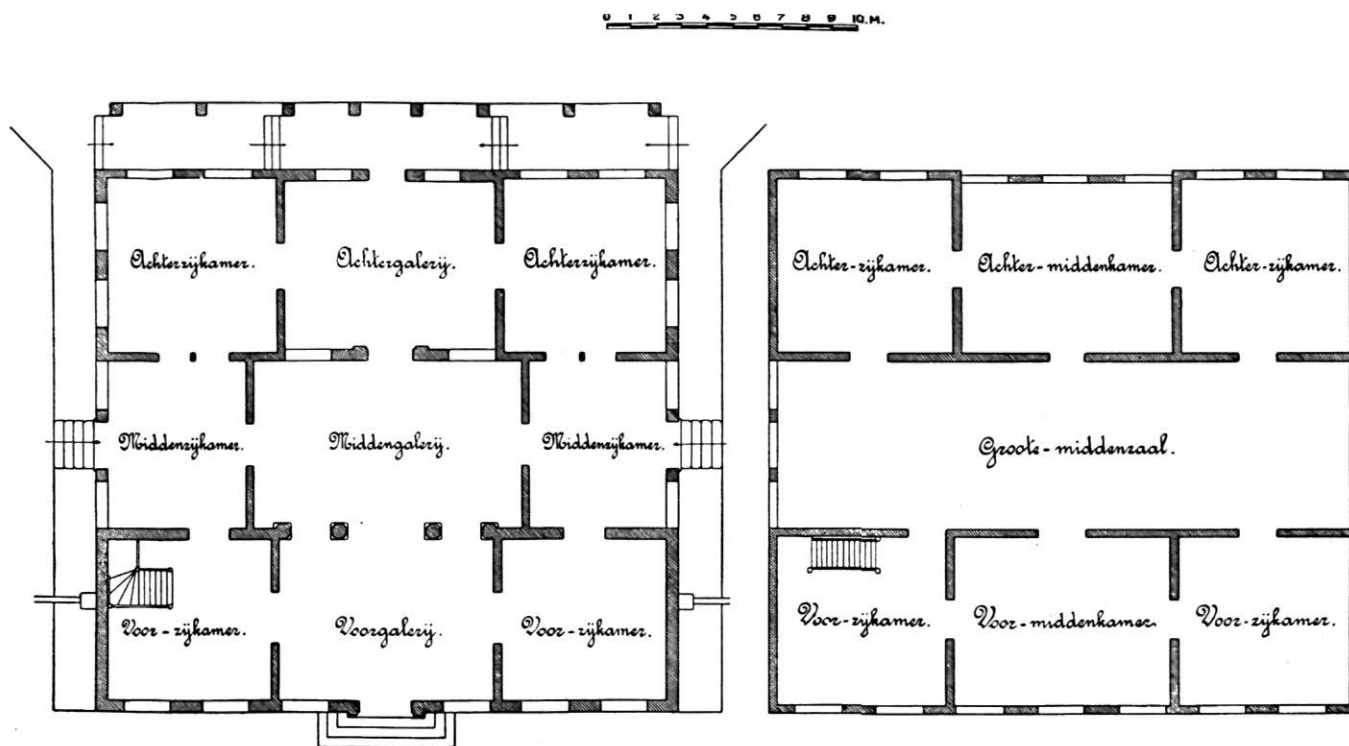 0 1 2 3 4 5 6 7 8 9 10.M.
Achterzijkamer. Achtergalerij. Achterzijkamer.
Achter-zijkamer. Achter-middenkamer. Achter-zijkamer.
Middenzijkamer. Middengalerij. Middenzijkamer.
Groote-middenzaal.
Voor-zijkamer. Voorgalerij. Voor-zijkamer.
Voor-zijkamer. Voor-middenkamer. Voor-zijkamer.